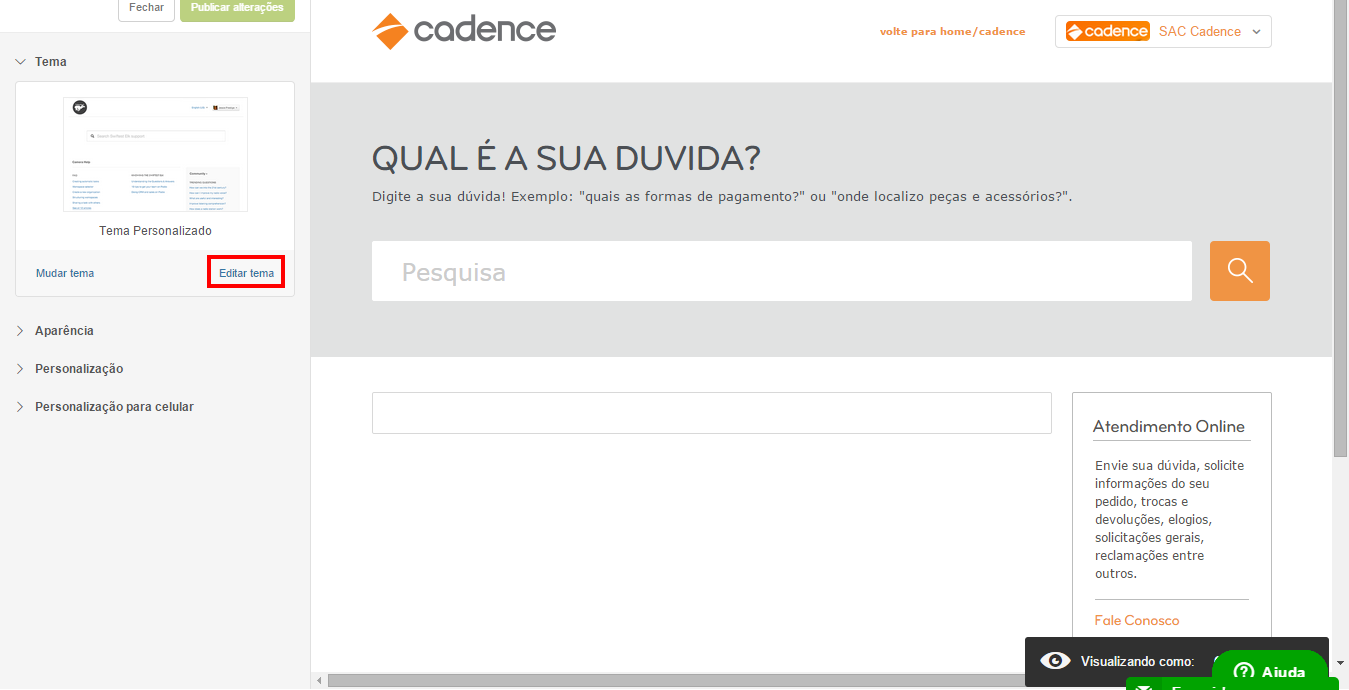 Fechar
Publicar alterações
Tema
Tema Personalizado
Mudar tema
Editar tema
Aparência
Personalização
Personalização para celular
cadence
volte para home/cadence
cadence
SAC Cadence
QUAL É A SUA DUVIDA?
Digite a sua dúvida! Exemplo: "quais as formas de pagamento?" ou "onde localizo peças e acessórios?".
Pesquisa
Atendimento Online
Envie sua dúvida, solicite
informações do seu
pedido, trocas e
devoluções, elogios,
solicitações gerais,
reclamações entre
outros.
Fale Conosco
Visualizando como:
Ajuda